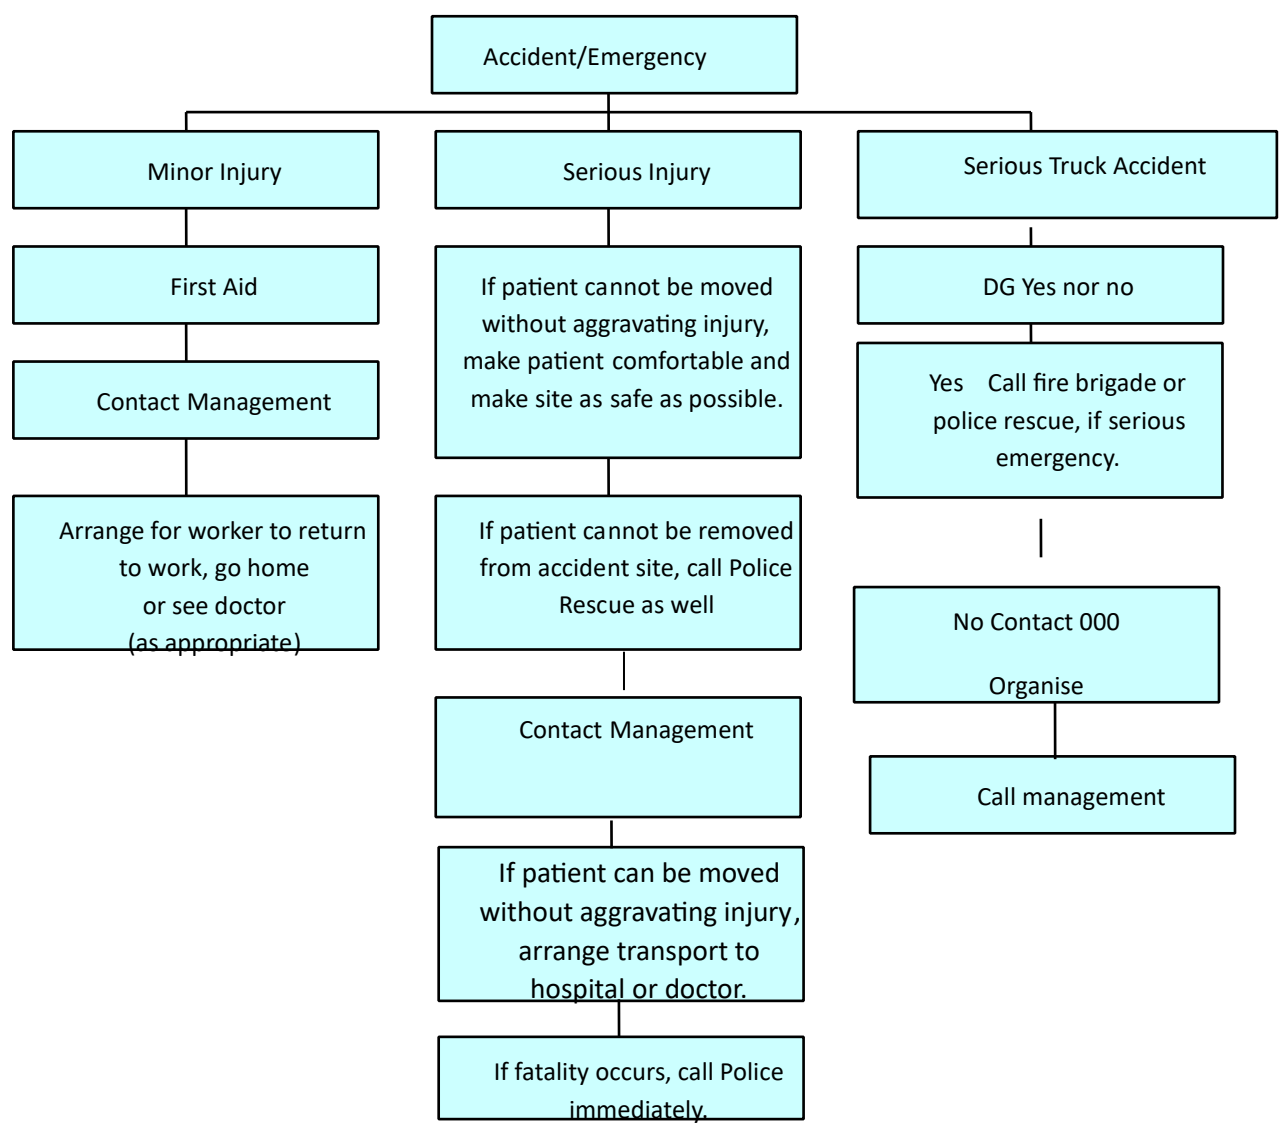 Accident/Emergency
Minor Injury
First Aid
Contact Management
Arrange for worker to return
to work, go home
or see doctor
(as appropriate)
Serious Injury
If patient cannot be moved
without aggravating injury,
make patient comfortable and
make site as safe as possible.
If patient cannot be removed
from accident site, call Police
Rescue as well
Contact Management
If patient can be moved
without aggravating injury,
arrange transport to
hospital or doctor.
If fatality occurs, call Police
immediately.
Serious Truck Accident
DG Yes nor no
Yes Call fire brigade or
police rescue, if serious
emergency.
No Contact 000
Organise
Call management